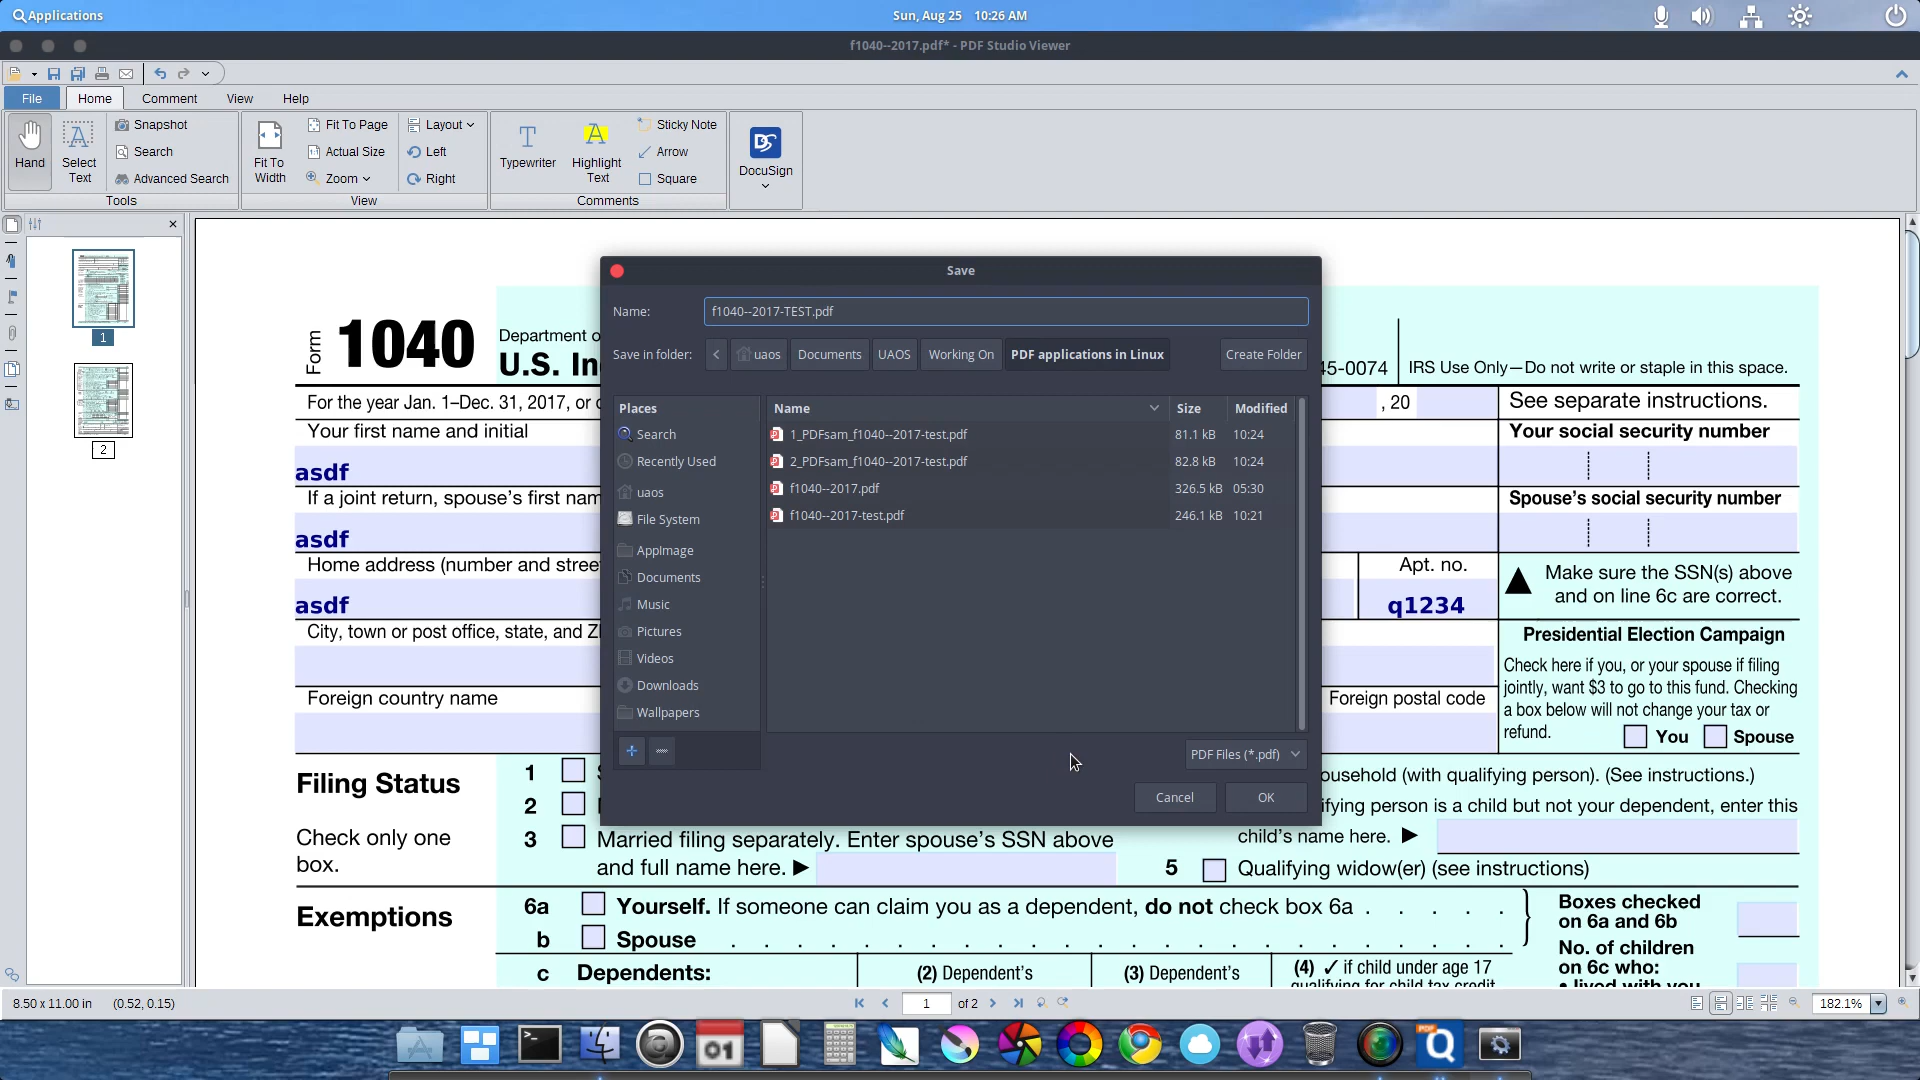 Applications
Sun, Aug 25 10:26 AM
f1040--2017.pdf* - PDF Studio Viewer
File Home Comment View Help
Hand
Select Text
Snapshot
Search
Advanced Search
Tools
Fit To Width
Fit To Page
Actual Size
Zoom
Layout
Left
Right
View
Typewriter
Highlight Text
Sticky Note
Arrow
Square
Comments
DS
DocuSign
1
2
Form 1040
Department o
U.S. In
45-0074
IRS Use Only—Do not write or staple in this space.
For the year Jan. 1–Dec. 31, 2017, or o
, 20
See separate instructions.
Your first name and initial
Your social security number
asdf
If a joint return, spouse's first nam
Spouse's social security number
asdf
Home address (number and stree
Apt. no.
Make sure the SSN(s) above
and on line 6c are correct.
asdf
q1234
City, town or post office, state, and Z
Presidential Election Campaign
Check here if you, or your spouse if filing
jointly, want $3 to go to this fund. Checking
a box below will not change your tax or
refund.
You Spouse
Foreign country name
Foreign postal code
Save
Name: f1040--2017-TEST.pdf
Save in folder: < uaos Documents UAOS Working On PDF applications in Linux Create Folder
Places
Search
Recently Used
uaos
File System
AppImage
Documents
Music
Pictures
Videos
Downloads
Wallpapers
Name Size Modified
1_PDFsam_f1040--2017-test.pdf 81.1 kB 10:24
2_PDFsam_f1040--2017-test.pdf 82.8 kB 10:24
f1040--2017.pdf 326.5 kB 05:30
f1040--2017-test.pdf 246.1 kB 10:21
PDF Files (*.pdf)
Cancel OK
Filing Status
Check only one
box.
1
2
3 Married filing separately. Enter spouse's SSN above
and full name here. ▶
ousehold (with qualifying person). (See instructions.)
ifying person is a child but not your dependent, enter this
child's name here. ▶
5 Qualifying widow(er) (see instructions)
Exemptions
6a Yourself. If someone can claim you as a dependent, do not check box 6a . . . . .
b Spouse . . . . . . . . . . . . . . . . . . . . . . .
c Dependents:
(2) Dependent's
(3) Dependent's
(4) ✓ if child under age 17
qualifying for child tax credit
Boxes checked
on 6a and 6b
No. of children
on 6c who:
• lived with you
8.50 x 11.00 in (0.52, 0.15)
1 of 2
182.1%
01
PDF
Q